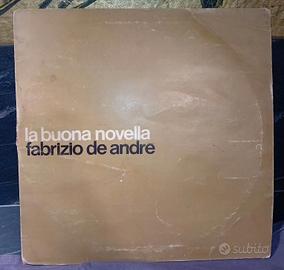 la buona novella
fabrizio de andre
subito